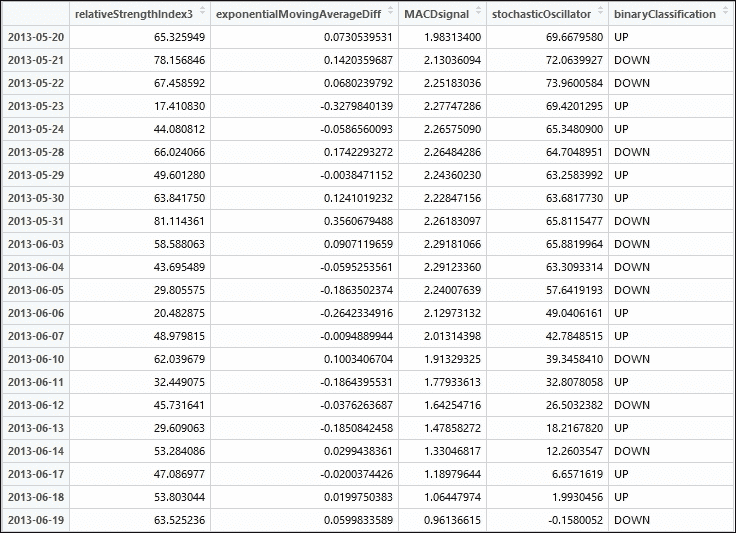 relativeStrengthIndex3 exponentialMovingAverageDiff MACDsignal stochasticOscillator binaryClassification
2013-05-20 65.325949 0.0730539531 1.98313400 69.6679580 UP
2013-05-21 78.156846 0.1420359687 2.13036094 72.0639927 DOWN
2013-05-22 67.458592 0.0680239792 2.25183036 73.9600584 DOWN
2013-05-23 17.410830 -0.3279840139 2.27747286 69.4201295 UP
2013-05-24 44.080812 -0.0586560093 2.26575090 65.3480900 UP
2013-05-28 66.024066 0.1742293272 2.26484286 64.7048951 DOWN
2013-05-29 49.601280 -0.0038471152 2.24360230 63.2583992 UP
2013-05-30 63.841750 0.1241019232 2.22847156 63.6817730 UP
2013-05-31 81.114361 0.3560679488 2.26183097 65.8115477 DOWN
2013-06-03 58.588063 0.0907119659 2.29181066 65.8819964 DOWN
2013-06-04 43.695489 -0.0595253561 2.29123360 63.3093314 DOWN
2013-06-05 29.805575 -0.1863502374 2.24007639 57.6419193 DOWN
2013-06-06 20.482875 -0.2642334916 2.12973132 49.0406161 UP
2013-06-07 48.979815 -0.0094889944 2.01314398 42.7848515 UP
2013-06-10 62.039679 0.1003406704 1.91329325 39.3458410 DOWN
2013-06-11 32.449075 -0.1864395531 1.77933613 32.8078058 UP
2013-06-12 45.731641 -0.0376263687 1.64254716 26.5032382 DOWN
2013-06-13 29.609063 -0.1850842458 1.47858272 18.2167820 UP
2013-06-14 53.284086 0.0299438361 1.33046817 12.2603547 DOWN
2013-06-17 47.086977 -0.0200374426 1.18979644 6.6571619 UP
2013-06-18 53.803044 0.0199750383 1.06447974 1.9930456 UP
2013-06-19 63.525236 0.0599833589 0.96136615 -0.1580052 DOWN